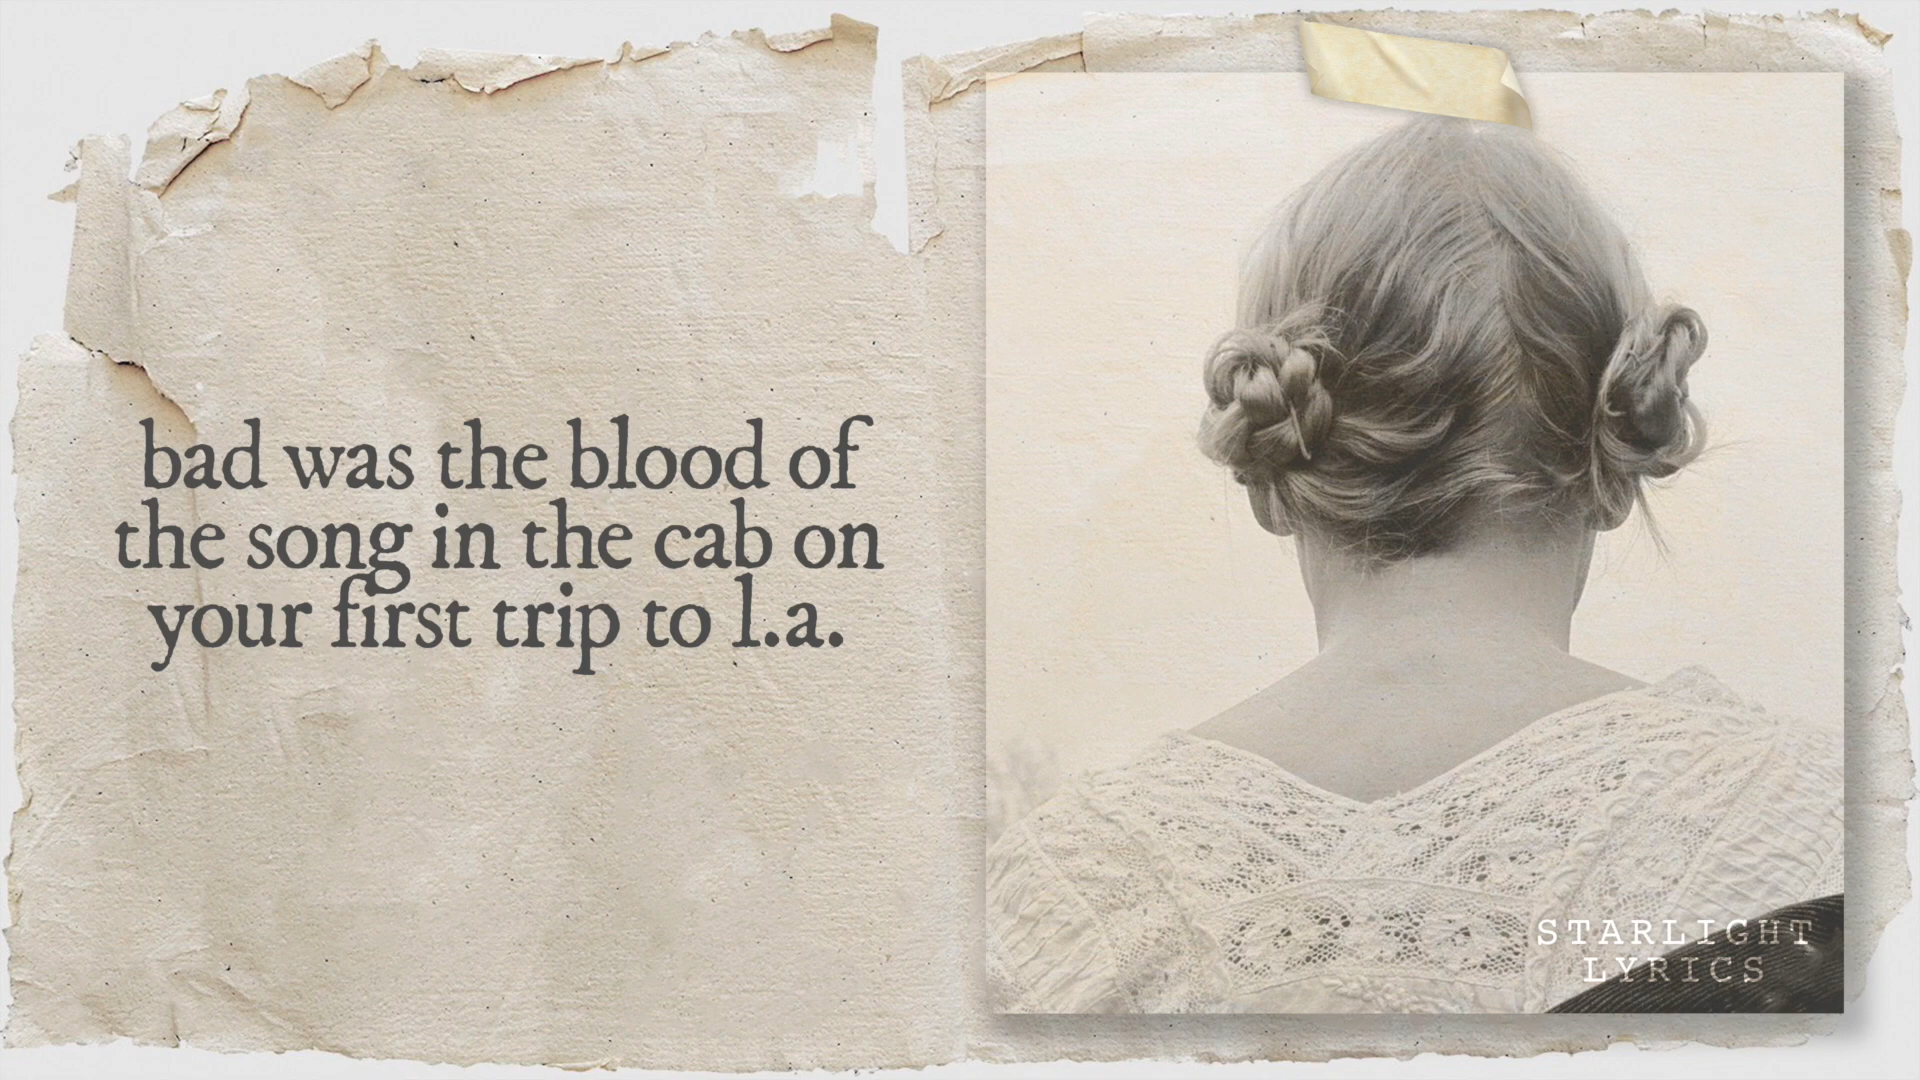 bad was the blood of
the song in the cab on
your first trip to l.a.
STARLIGHT
LYRICS